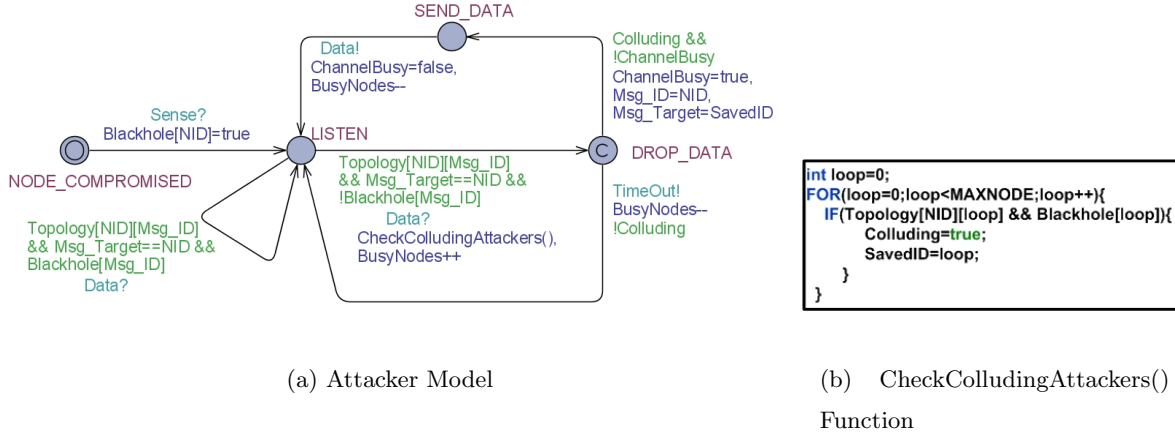 SEND_DATA
Data!
ChannelBusy=false,
BusyNodes--
Colluding &&
!ChannelBusy
ChannelBusy=true,
Msg_ID=NID,
Msg_Target=SavedID
Sense?
Blackhole[NID]=true
NODE_COMPROMISED
LISTEN
Topology[NID][Msg_ID]
&& Msg_Target==NID &&
!Blackhole[Msg_ID]
Data?
CheckColludingAttackers(),
BusyNodes++
C
DROP_DATA
TimeOut!
BusyNodes--
!Colluding
Topology[NID][Msg_ID]
&& Msg_Target==NID &&
Blackhole[Msg_ID]
Data?
int loop=0;
FOR(loop=0;loop<MAXNODE;loop++){
IF(Topology[NID][loop] && Blackhole[loop]){
Colluding=true;
SavedID=loop;
}
}
(a) Attacker Model
(b) CheckColludingAttackers()
Function